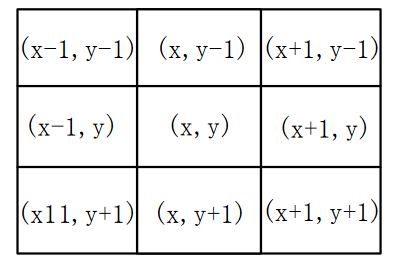 (x-1, y-1) (x, y-1) (x+1, y-1)
(x-1, y) (x, y) (x+1, y)
(x11, y+1) (x, y+1) (x+1, y+1)